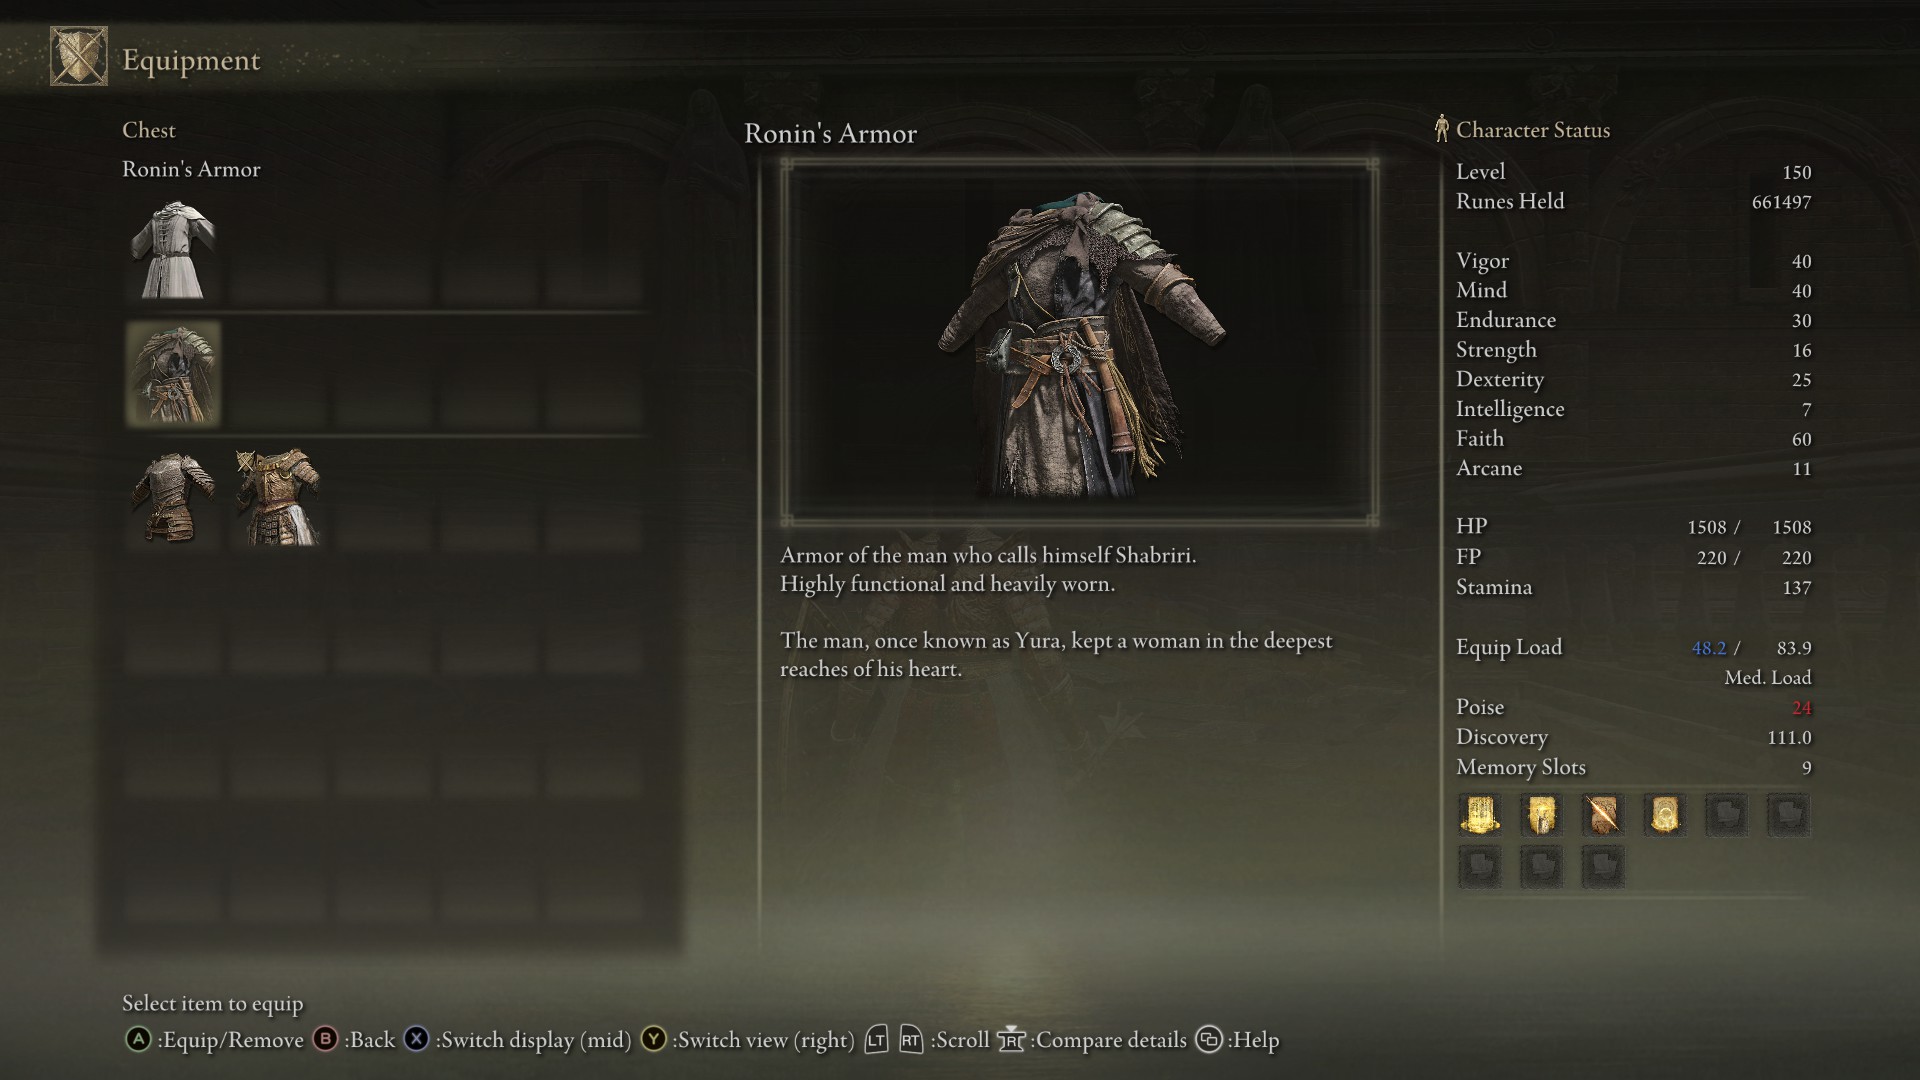 Equipment
Chest
Ronin's Armor
Ronin's Armor
Armor of the man who calls himself Shabriri.
Highly functional and heavily worn.
The man, once known as Yura, kept a woman in the deepest
reaches of his heart.
Character Status
Level 150
Runes Held 661497
Vigor 40
Mind 40
Endurance 30
Strength 16
Dexterity 25
Intelligence 7
Faith 60
Arcane 11
HP 1508 / 1508
FP 220 / 220
Stamina 137
Equip Load 48.2 / 83.9
Med. Load
Poise 24
Discovery 111.0
Memory Slots 9
Select item to equip
A :Equip/Remove B :Back X :Switch display (mid) Y :Switch view (right) LT RT :Scroll R :Compare details :Help